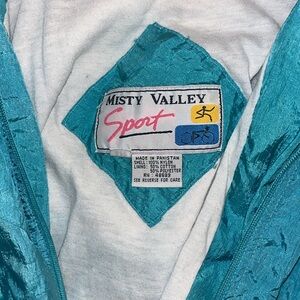 MISTY VALLEY
Sport
MADE IN PAKISTAN
SHELL: 100% NYLON
LINING: 50% COTTON
50% POLYESTER
RN: 48689
SEE REVERSE FOR CARE